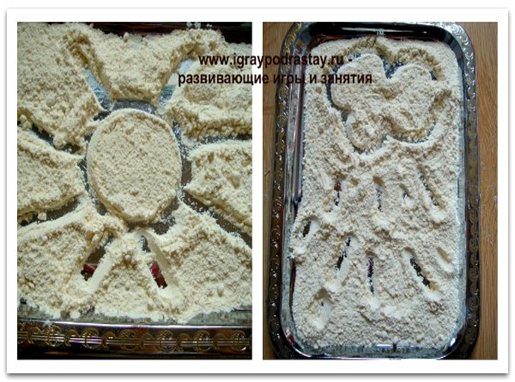 www.igraypodrastay.ru
развивающие игры и занятия